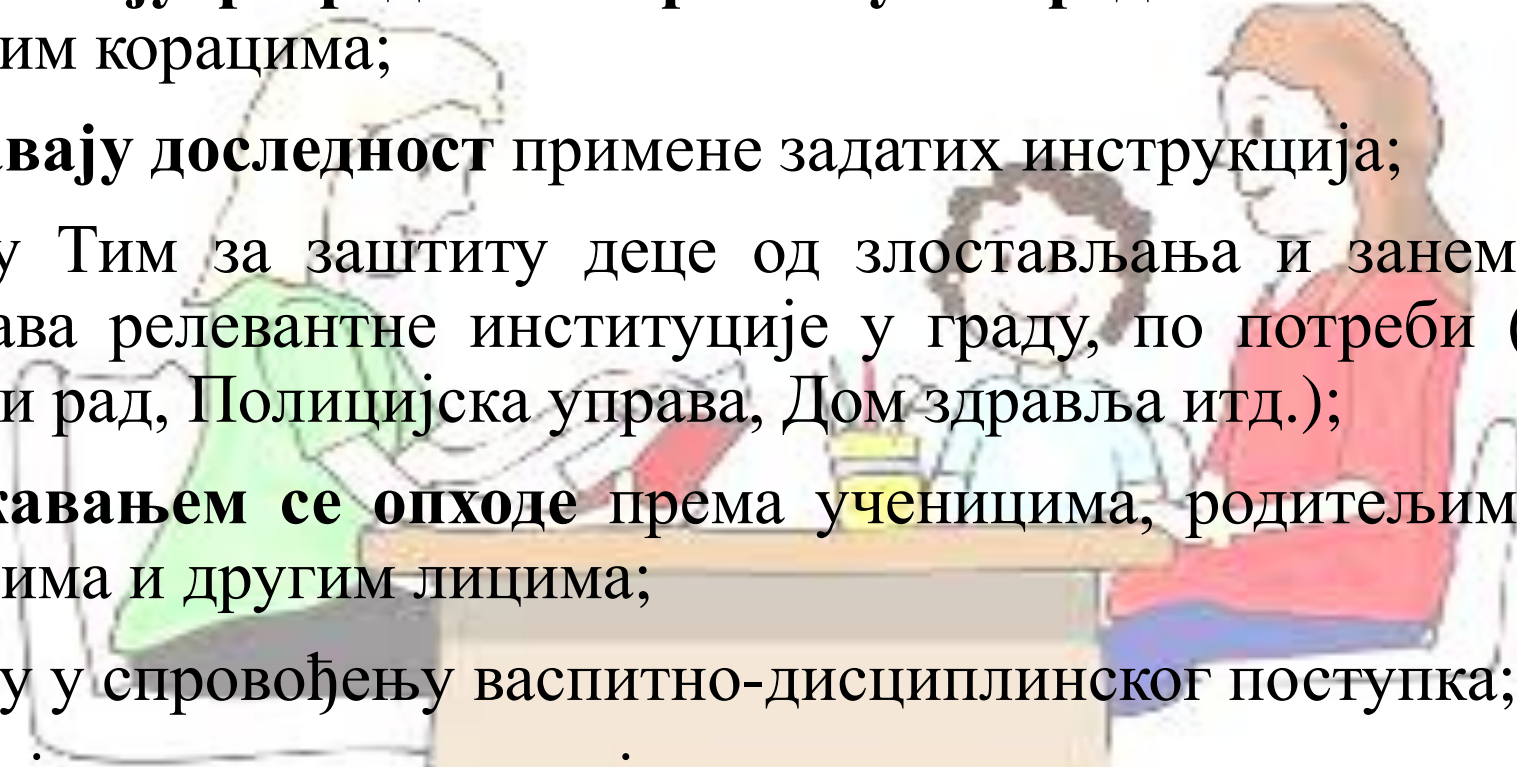 им корацима;
вају доследност примене задатих инструкција;
у Тим за заштиту деце од злостављања и занем
ава релевантне институције у граду, по потреби (
и рад, Полицијска управа, Дом здравља итд.);
кавањем се опходе према ученицима, родитељим
има и другим лицима;
у у спровођењу васпитно-дисциплинског поступка;